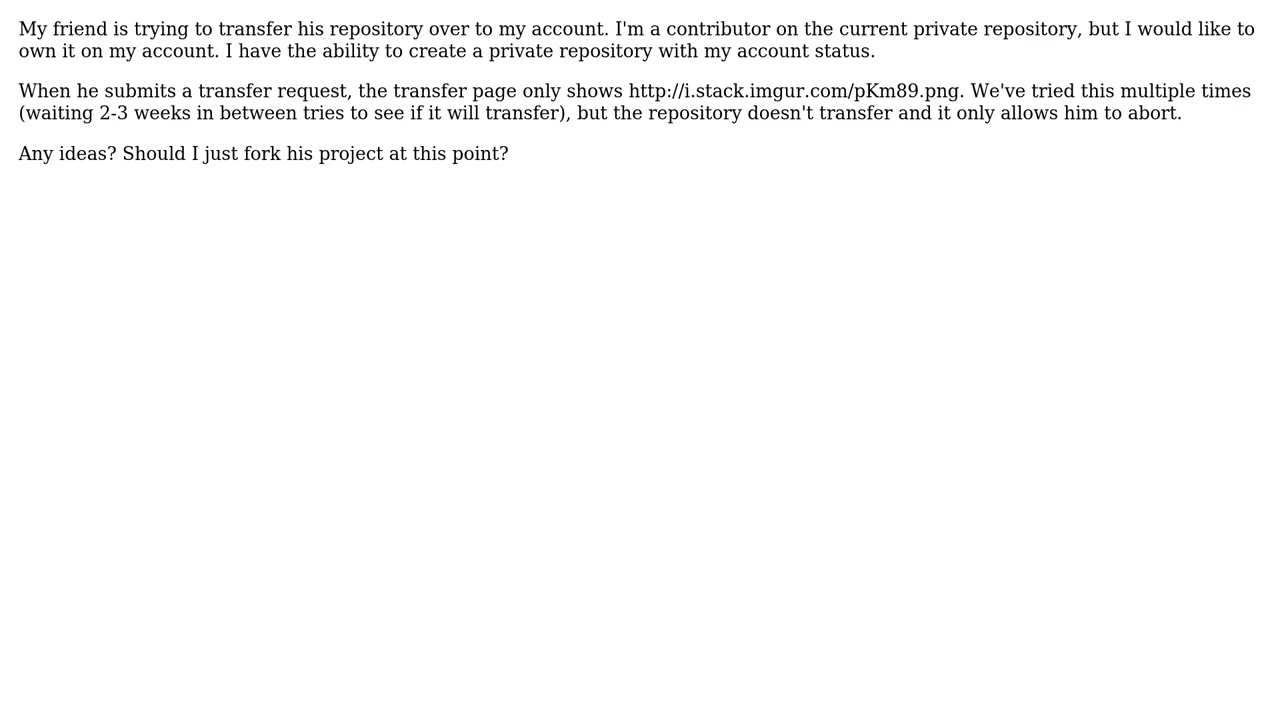 My friend is trying to transfer his repository over to my account. I'm a contributor on the current private repository, but I would like to
own it on my account. I have the ability to create a private repository with my account status.
When he submits a transfer request, the transfer page only shows http://i.stack.imgur.com/pKm89.png. We've tried this multiple times
(waiting 2-3 weeks in between tries to see if it will transfer), but the repository doesn't transfer and it only allows him to abort.
Any ideas? Should I just fork his project at this point?